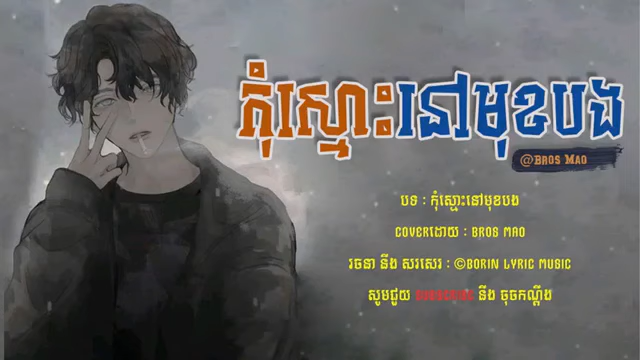 កុំស្មោះនៅមុខបង
@BROS MAO
បទ : កុំស្មោះនៅមុខបង
COVERដោយ : BROS MAO
រចនា និង សរសេរ : ©BORIN LYRIC MUSIC
សូមជួយ SUBSCRIBE និង ចុចកណ្ដឹង